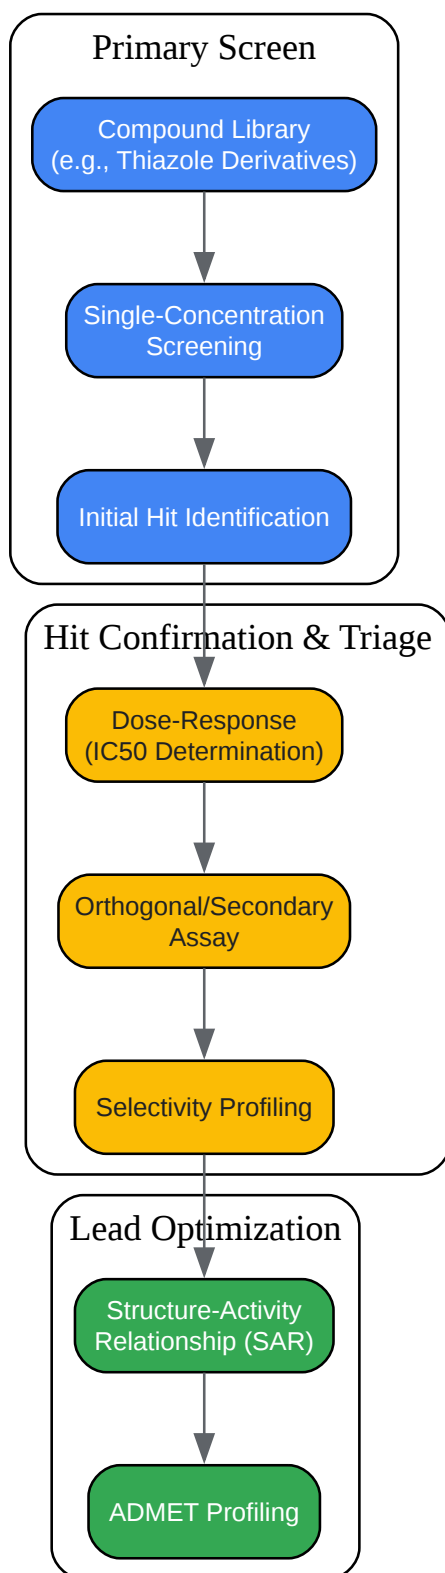 Primary Screen
Compound Library
(e.g., Thiazole Derivatives)
Single-Concentration
Screening
Initial Hit Identification
Hit Confirmation & Triage
Dose-Response
(IC50 Determination)
Orthogonal/Secondary
Assay
Selectivity Profiling
Lead Optimization
Structure-Activity
Relationship (SAR)
ADMET Profiling